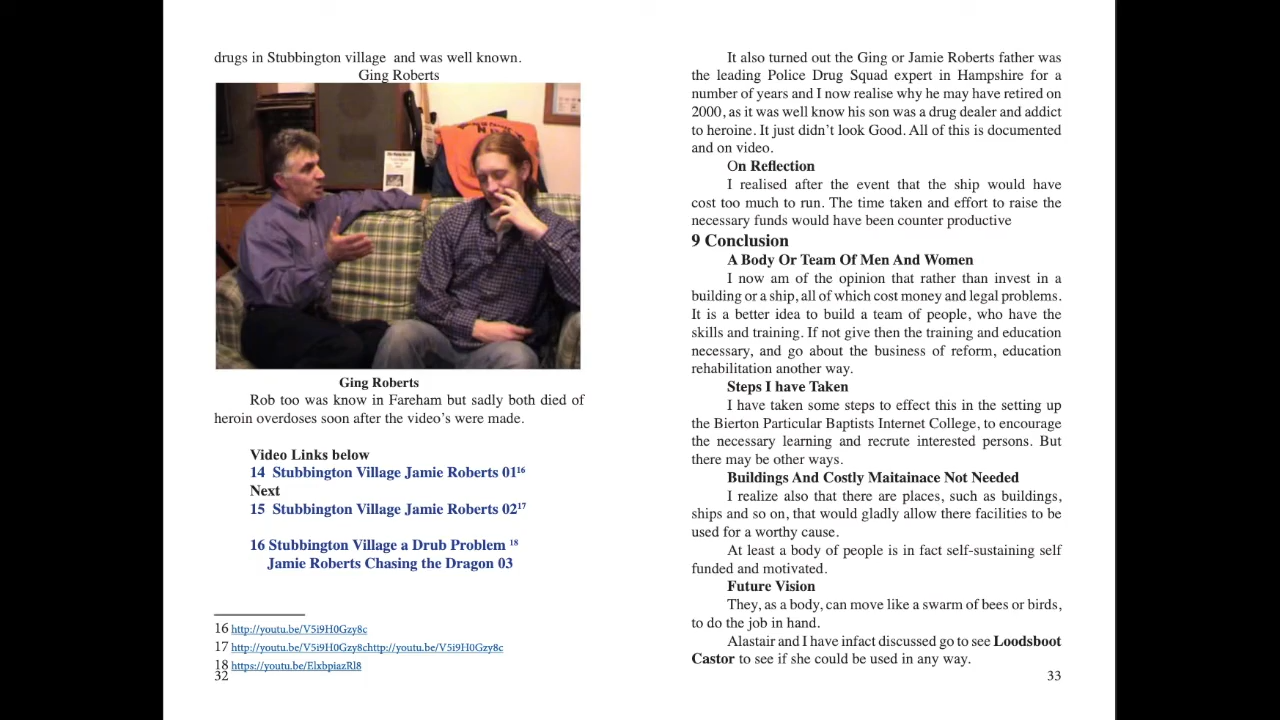 drugs in Stubbington village  and was well known.
Ging Roberts
Ging Roberts
Rob too was know in Fareham but sadly both died of
heroin overdoses soon after the video's were made.
Video Links below
14  Stubbington Village Jamie Roberts 01¹⁶
Next
15  Stubbington Village Jamie Roberts 02¹⁷
16 Stubbington Village a Drub Problem ¹⁸
Jamie Roberts Chasing the Dragon 03
16 http://youtu.be/V5i9H0Gzy8c
17 http://youtu.be/V5i9H0Gzy8chttp://youtu.be/V5i9H0Gzy8c
18 https://youtu.be/ElxbpiazRl8
32
It also turned out the Ging or Jamie Roberts father was
the leading Police Drug Squad expert in Hampshire for a
number of years and I now realise why he may have retired on
2000, as it was well know his son was a drug dealer and addict
to heroine. It just didn't look Good. All of this is documented
and on video.
On Reflection
I realised after the event that the ship would have
cost too much to run. The time taken and effort to raise the
necessary funds would have been counter productive
9 Conclusion
A Body Or Team Of Men And Women
I now am of the opinion that rather than invest in a
building or a ship, all of which cost money and legal problems.
It is a better idea to build a team of people, who have the
skills and training. If not give then the training and education
necessary, and go about the business of reform, education
rehabilitation another way.
Steps I have Taken
I have taken some steps to effect this in the setting up
the Bierton Particular Baptists Internet College, to encourage
the necessary learning and recrute interested persons. But
there may be other ways.
Buildings And Costly Maitainace Not Needed
I realize also that there are places, such as buildings,
ships and so on, that would gladly allow there facilities to be
used for a worthy cause.
At least a body of people is in fact self-sustaining self
funded and motivated.
Future Vision
They, as a body, can move like a swarm of bees or birds,
to do the job in hand.
Alastair and I have infact discussed go to see Loodsboot
Castor to see if she could be used in any way.
33